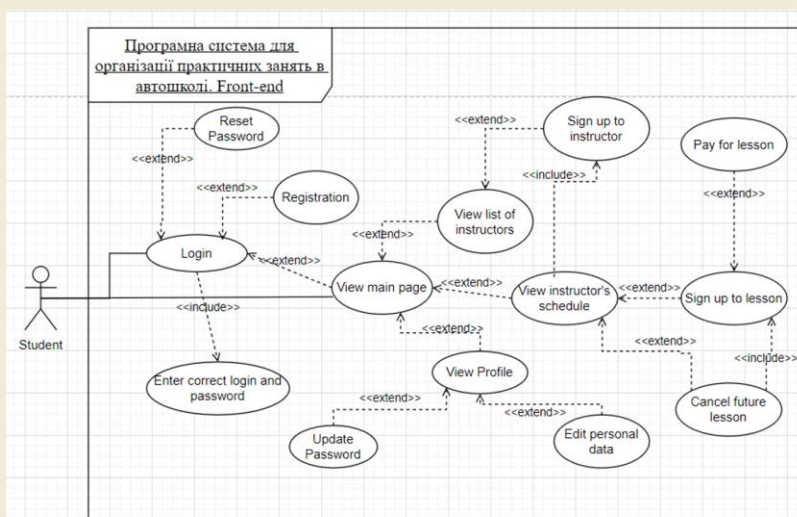 Програмна система для
організації практичних занять в
автошколі. Front-end
Reset
Password
<<extend>>
<<extend>>
Registration
Login
<<extend>>
<<include>>
Student
Enter correct login and
password
Sign up to
instructor
<<extend>>
<<include>>
View list of
instructors
<<extend>>
View main page
<<extend>>
View instructor's
schedule
Pay for lesson
<<extend>>
<<extend>>
Sign up to lesson
<<extend>>
<<include>>
Cancel future
lesson
<<extend>>
View Profile
<<extend>>
<<extend>>
Update
Password
Edit personal
data